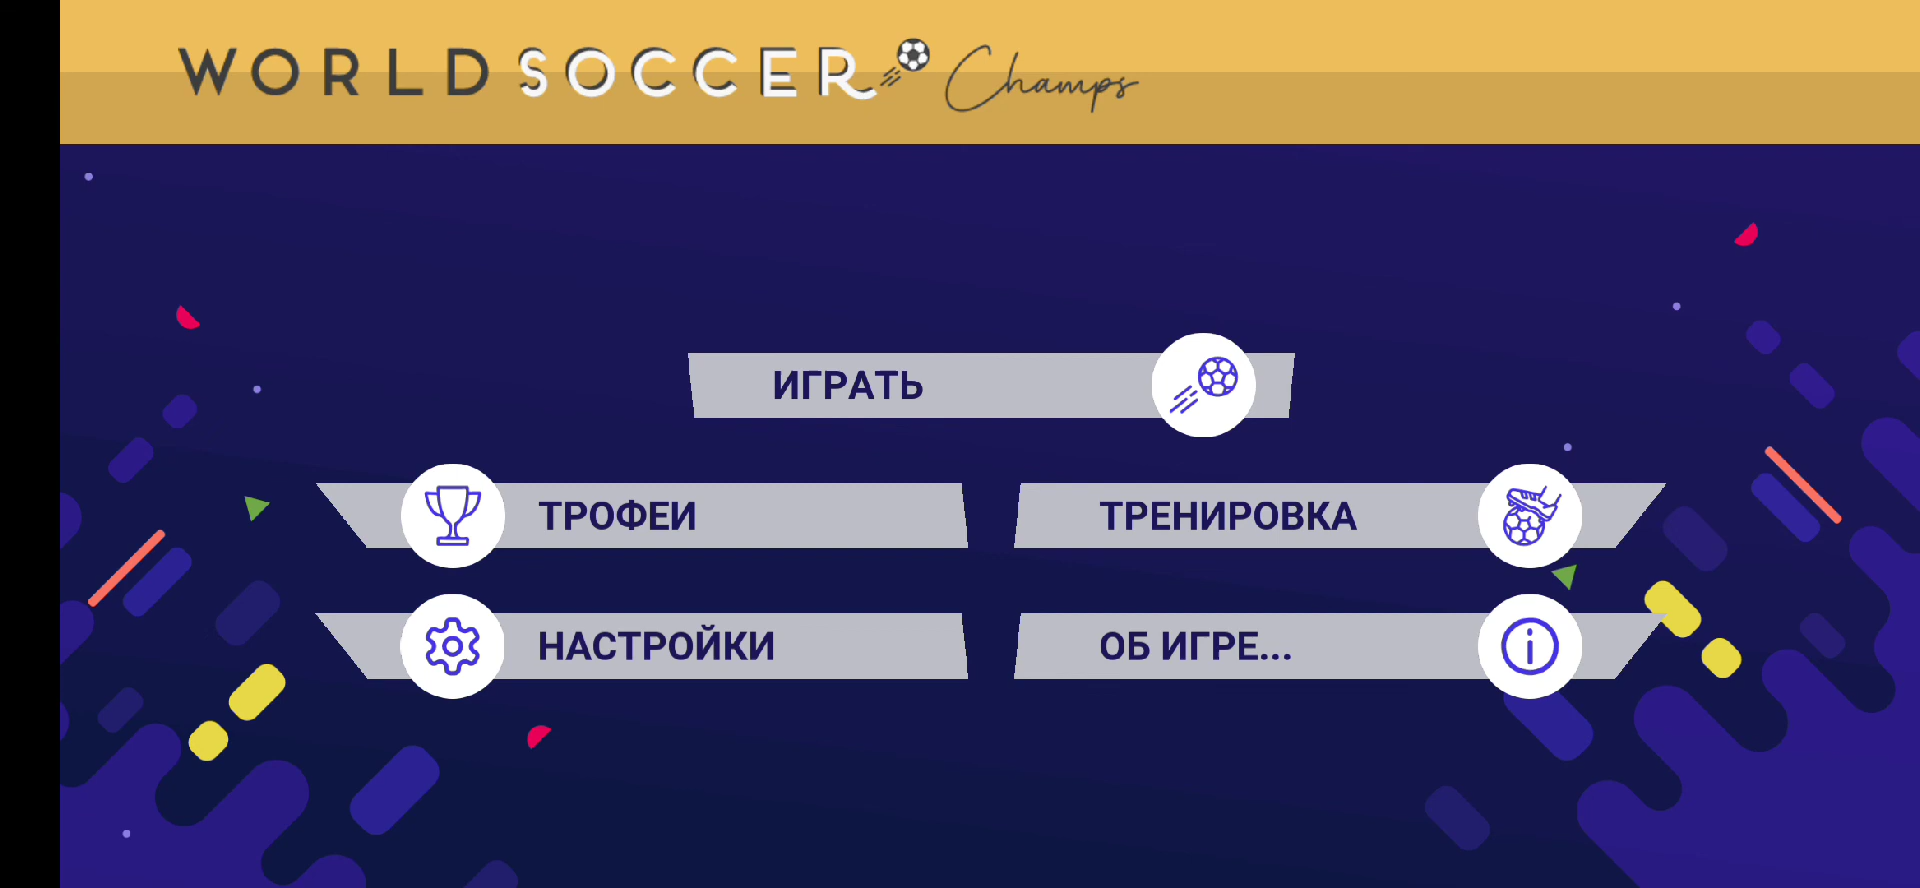 WORLD SOCCER Champs
ИГРАТЬ
ТРОФЕИ
ТРЕНИРОВКА
НАСТРОЙКИ
ОБ ИГРЕ...